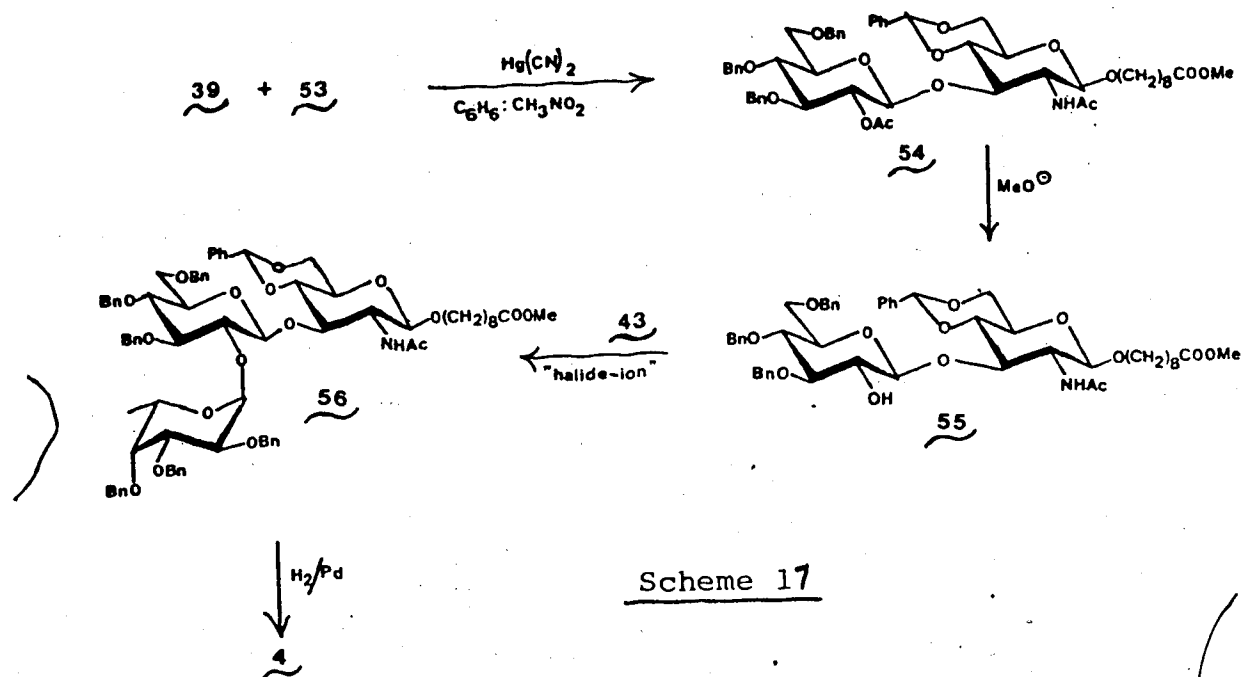 39 + 53
Hg(CN)2
C6H6:CH3NO2
OBn
BnO
BnO
O
O
OAc
Ph
O
O
O
O
NHAc
O(CH2)8COOMe
54
MeO⊖
OBn
BnO
BnO
O
O
OH
Ph
O
O
O
NHAc
O(CH2)8COOMe
55
43
"halide-ion"
Ph
O
O
OBn
BnO
BnO
O
O
O
NHAc
O(CH2)8COOMe
O
O
OBn
OBn
BnO
56
H2/Pd
4
Scheme 17